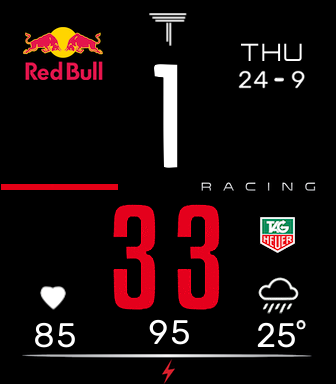 Red Bull
THU
24-9
1
RACING
33
TAG
HEUER
85
95
25°